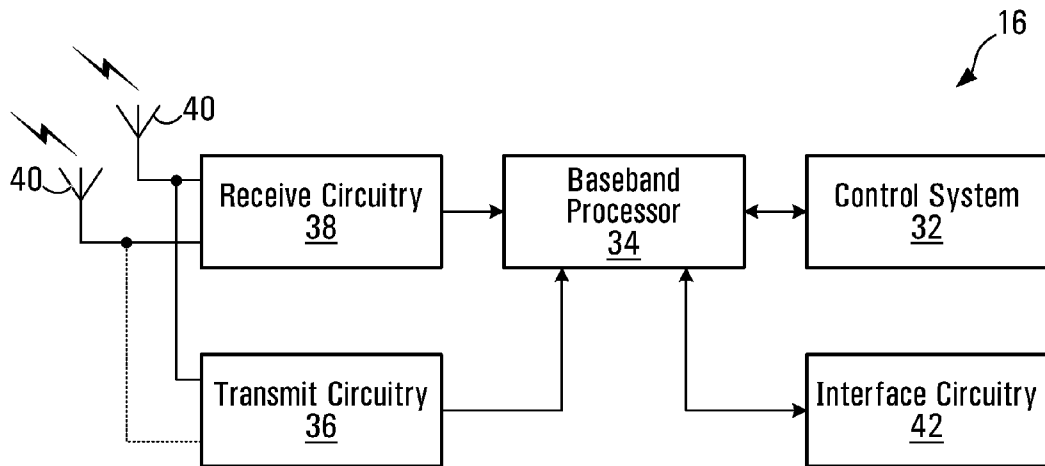 16
40
40
Receive Circuitry
38
Baseband
Processor
34
Control System
32
Transmit Circuitry
36
Interface Circuitry
42